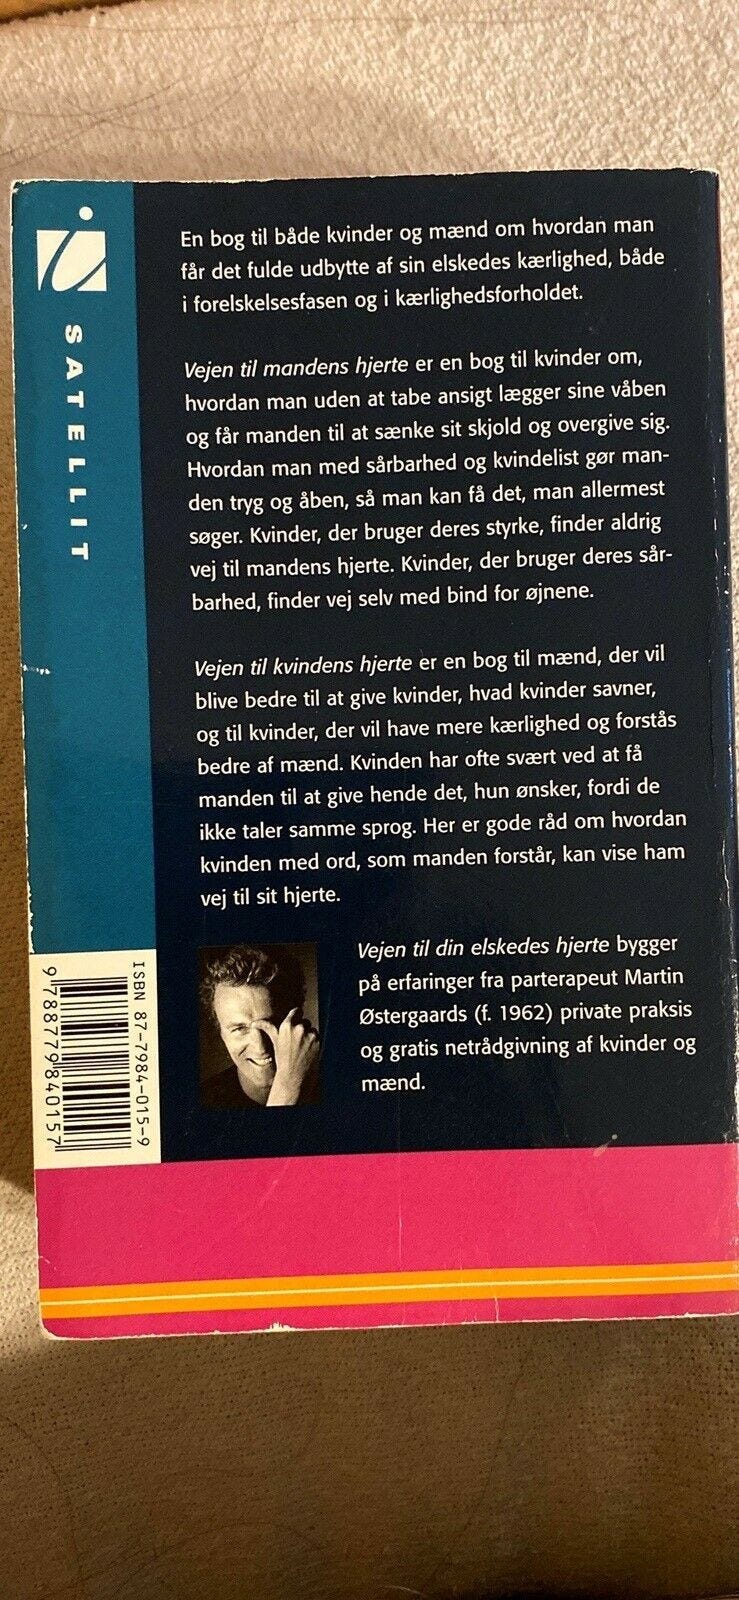 En bog til både kvinder og mænd om hvordan man
får det fulde udbytte af sin elskedes kærlighed, både
i forelskelsesfasen og i kærlighedsforholdet.
Vejen til mandens hjerte er en bog til kvinder om,
hvordan man uden at tabe ansigt lægger sine våben
og får manden til at sænke sit skjold og overgive sig.
Hvordan man med sårbarhed og kvindelist gør man-
den tryg og åben, så man kan få det, man allermest
søger. Kvinder, der bruger deres styrke, finder aldrig
vej til mandens hjerte. Kvinder, der bruger deres sår-
barhed, finder vej selv med bind for øjnene.
Vejen til kvindens hjerte er en bog til mænd, der vil
blive bedre til at give kvinder, hvad kvinder savner,
og til kvinder, der vil have mere kærlighed og forstås
bedre af mænd. Kvinden har ofte svært ved at få
manden til at give hende det, hun ønsker, fordi de
ikke taler samme sprog. Her er gode råd om hvordan
kvinden med ord, som manden forstår, kan vise ham
vej til sit hjerte.
Vejen til din elskedes hjerte bygger
på erfaringer fra parterapeut Martin
Østergaards (f. 1962) private praksis
og gratis netrådgivning af kvinder og
mænd.
SATELLIT
ISBN 87-7984-015-9
9788779840157